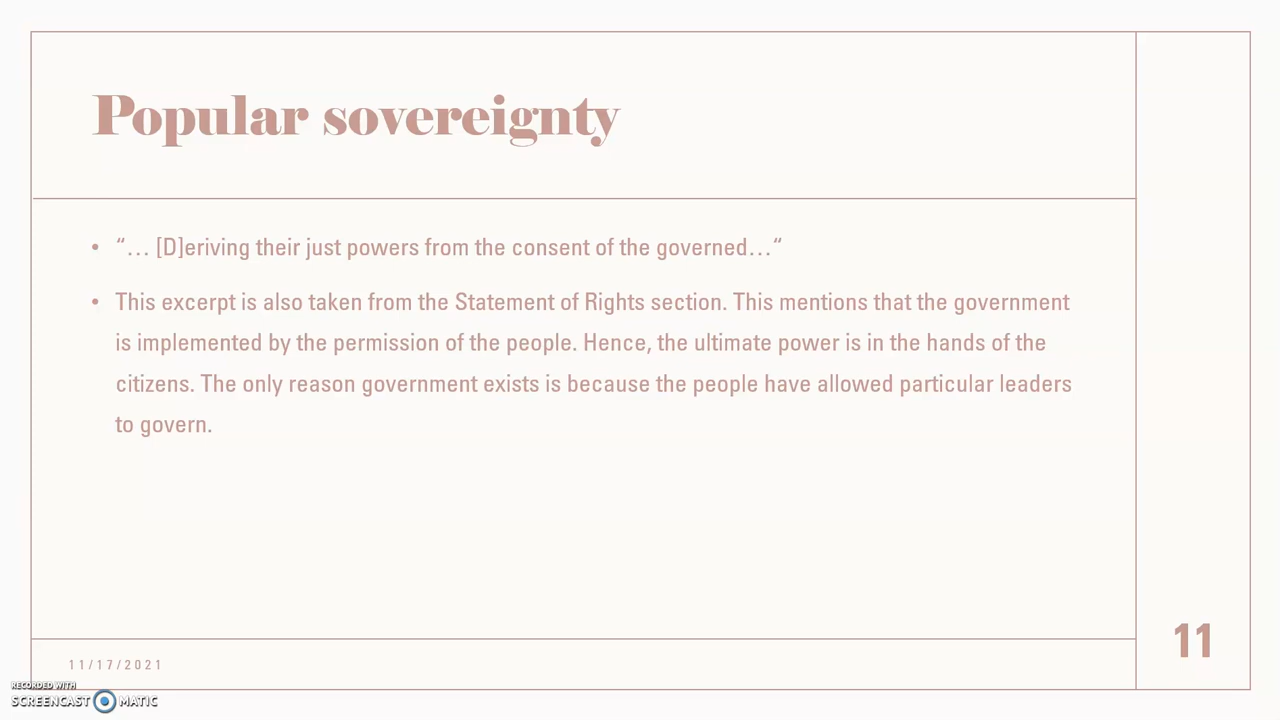 Popular sovereignty
• “… [D]eriving their just powers from the consent of the governed…“
• This excerpt is also taken from the Statement of Rights section. This mentions that the government
is implemented by the permission of the people. Hence, the ultimate power is in the hands of the
citizens. The only reason government exists is because the people have allowed particular leaders
to govern.
11
11/17/2021
RECORDED WITH
SCREENCAST MATIC